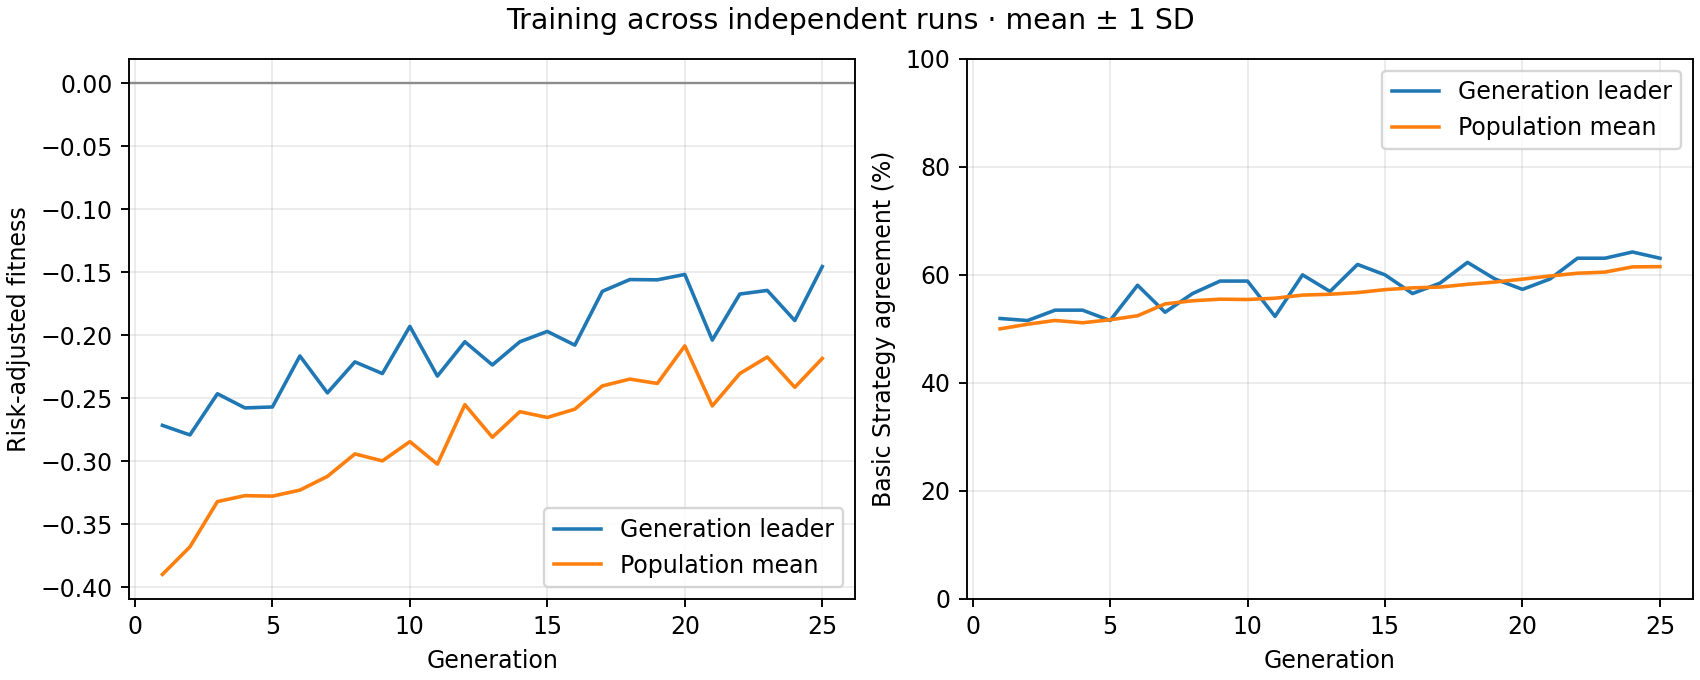 Training across independent runs · mean ± 1 SD
Risk-adjusted fitness
0.00
−0.05
−0.10
−0.15
−0.20
−0.25
−0.30
−0.35
−0.40
Generation leader
Population mean
0 5 10 15 20 25
Generation
Basic Strategy agreement (%)
100
80
60
40
20
0
Generation leader
Population mean
0 5 10 15 20 25
Generation